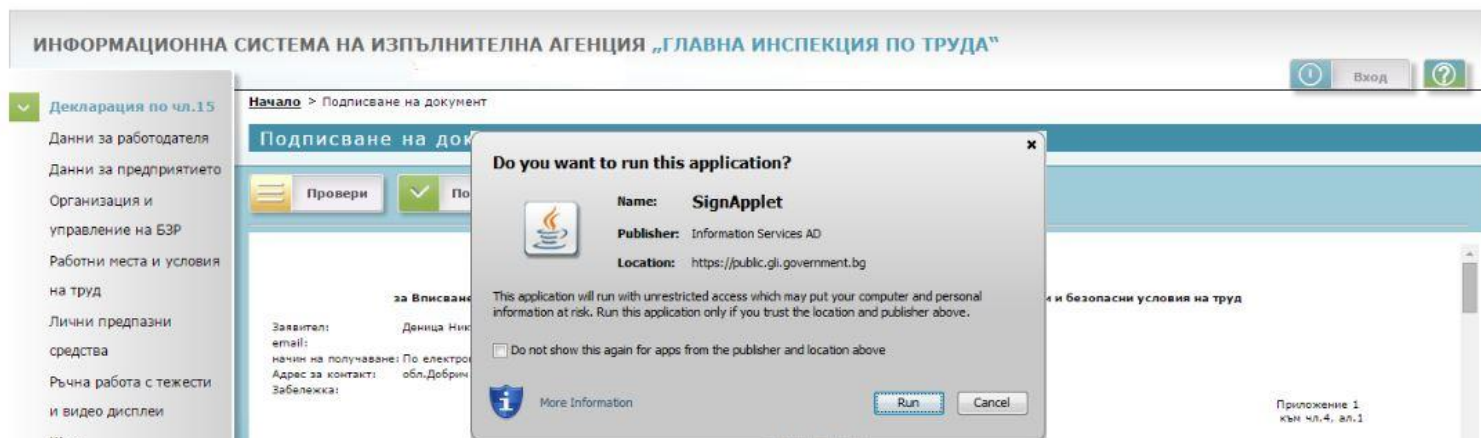 ИНФОРМАЦИОННА СИСТЕМА НА ИЗПЪЛНИТЕЛНА АГЕНЦИЯ „ГЛАВНА ИНСПЕКЦИЯ ПО ТРУДА“
Вход
Декларация по чл.15
Данни за работодателя
Данни за предприятието
Организация и
управление на БЗР
Работни места и условия
на труд
Лични предпазни
средства
Ръчна работа с тежести
и видео дисплеи
Начало > Подписване на документ
Подписване на док
Провери
По
за Вписване
и безопасни условия на труд
Заявител: Деница Ник
email:
начин на получаване: По електрон
Адрес за контакт: обл.Добрич
Забележка:
Приложение 1
към чл.4, ал.1
Do you want to run this application?
Name: SignApplet
Publisher: Information Services AD
Location: https://public.gli.government.bg
This application will run with unrestricted access which may put your computer and personal
information at risk. Run this application only if you trust the location and publisher above.
Do not show this again for apps from the publisher and location above
More Information
Run
Cancel